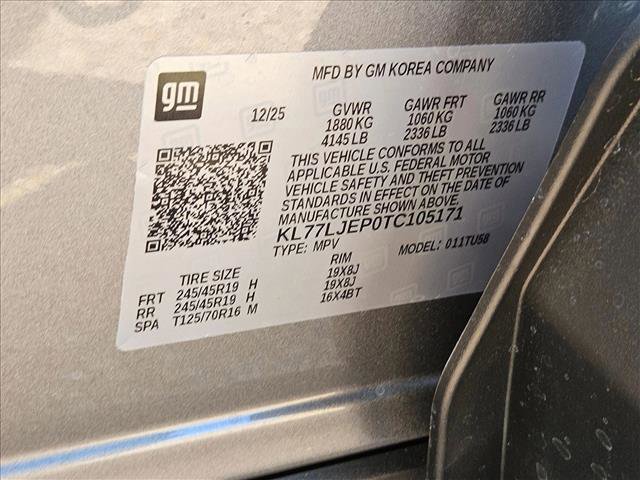 gm
MFD BY GM KOREA COMPANY
12/25 GVWR GAWR FRT GAWR RR
1880 KG 1060 KG 1060 KG
4145 LB 2336 LB 2336 LB
THIS VEHICLE CONFORMS TO ALL
APPLICABLE U.S. FEDERAL MOTOR
VEHICLE SAFETY AND THEFT PREVENTION
STANDARDS IN EFFECT ON THE DATE OF
MANUFACTURE SHOWN ABOVE.
KL77LJEP0TC105171
TYPE: MPV MODEL: 011TU58
TIRE SIZE RIM
FRT 245/45R19 H 19X8J
RR 245/45R19 H 19X8J
SPA T125/70R16 M 16X4BT